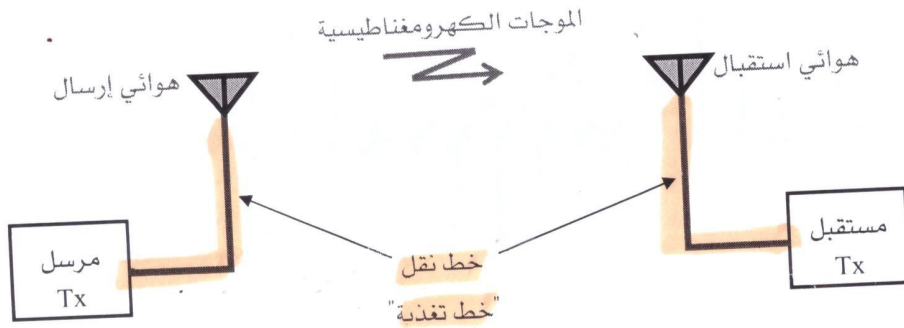 الموجات الكهرومغناطيسية
هوائي استقبال
هوائي إرسال
مستقبل
Tx
مرسل
Tx
خط نقل
"خط تغذية"